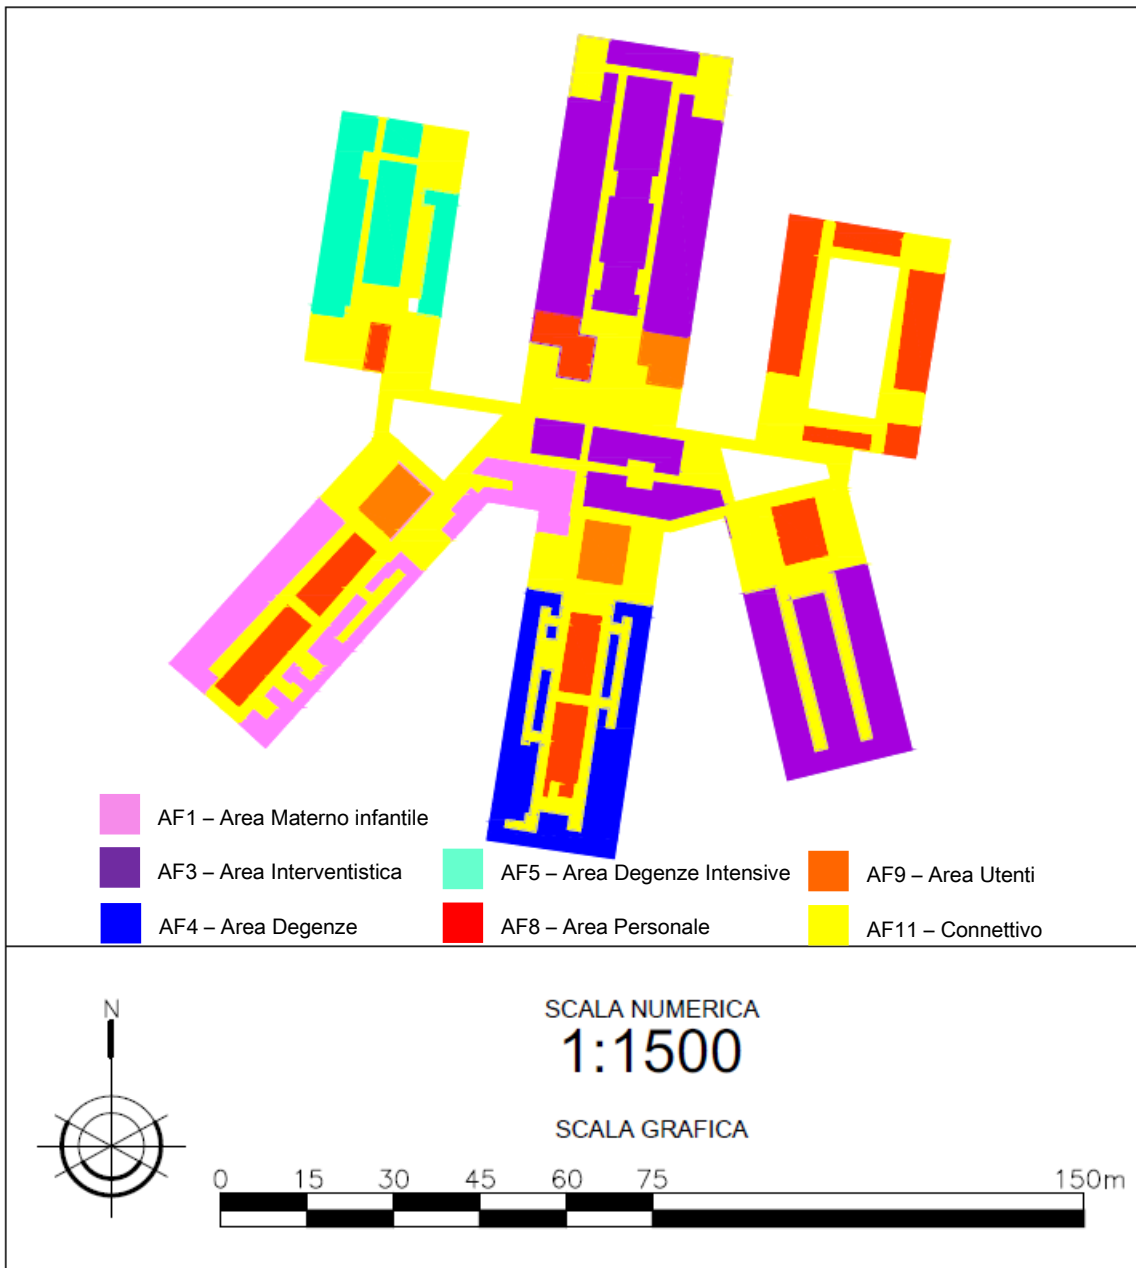 AF1 – Area Materno infantile
AF3 – Area Interventistica
AF5 – Area Degenze Intensive
AF9 – Area Utenti
AF4 – Area Degenze
AF8 – Area Personale
AF11 – Connettivo
N
SCALA NUMERICA
1:1500
SCALA GRAFICA
0 15 30 45 60 75 150m